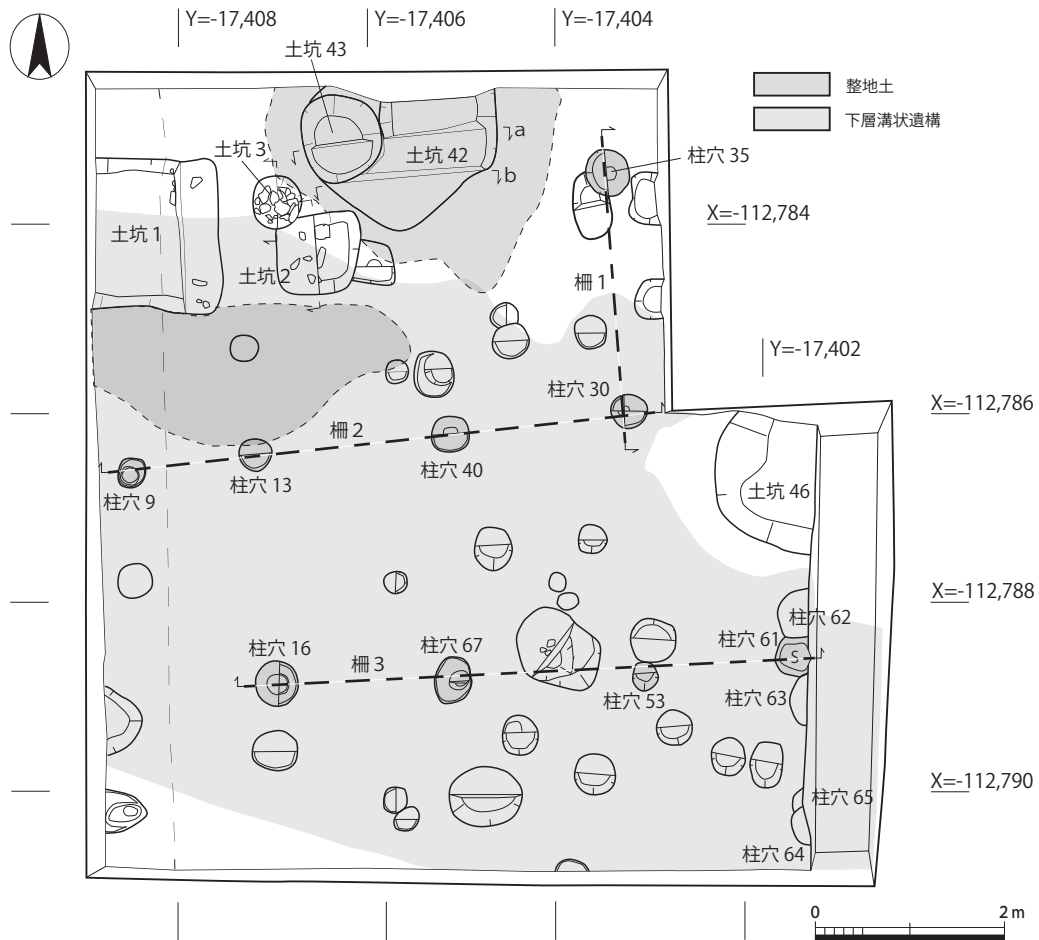 Y=-17,408
Y=-17,406
Y=-17,404
土坑 43
整地土
下層溝状遺構
a
土坑 3
土坑 42
柱穴 35
b
X=-112,784
土坑 1
土坑 2
柵 1
Y=-17,402
柱穴 30
X=-112,786
柵 2
柱穴 40
柱穴 13
柱穴 9
土坑 46
X=-112,788
柱穴 62
柱穴 16
柱穴 67
柱穴 61
柵 3
S
柱穴 53
柱穴 63
X=-112,790
柱穴 65
柱穴 64
0
2 m